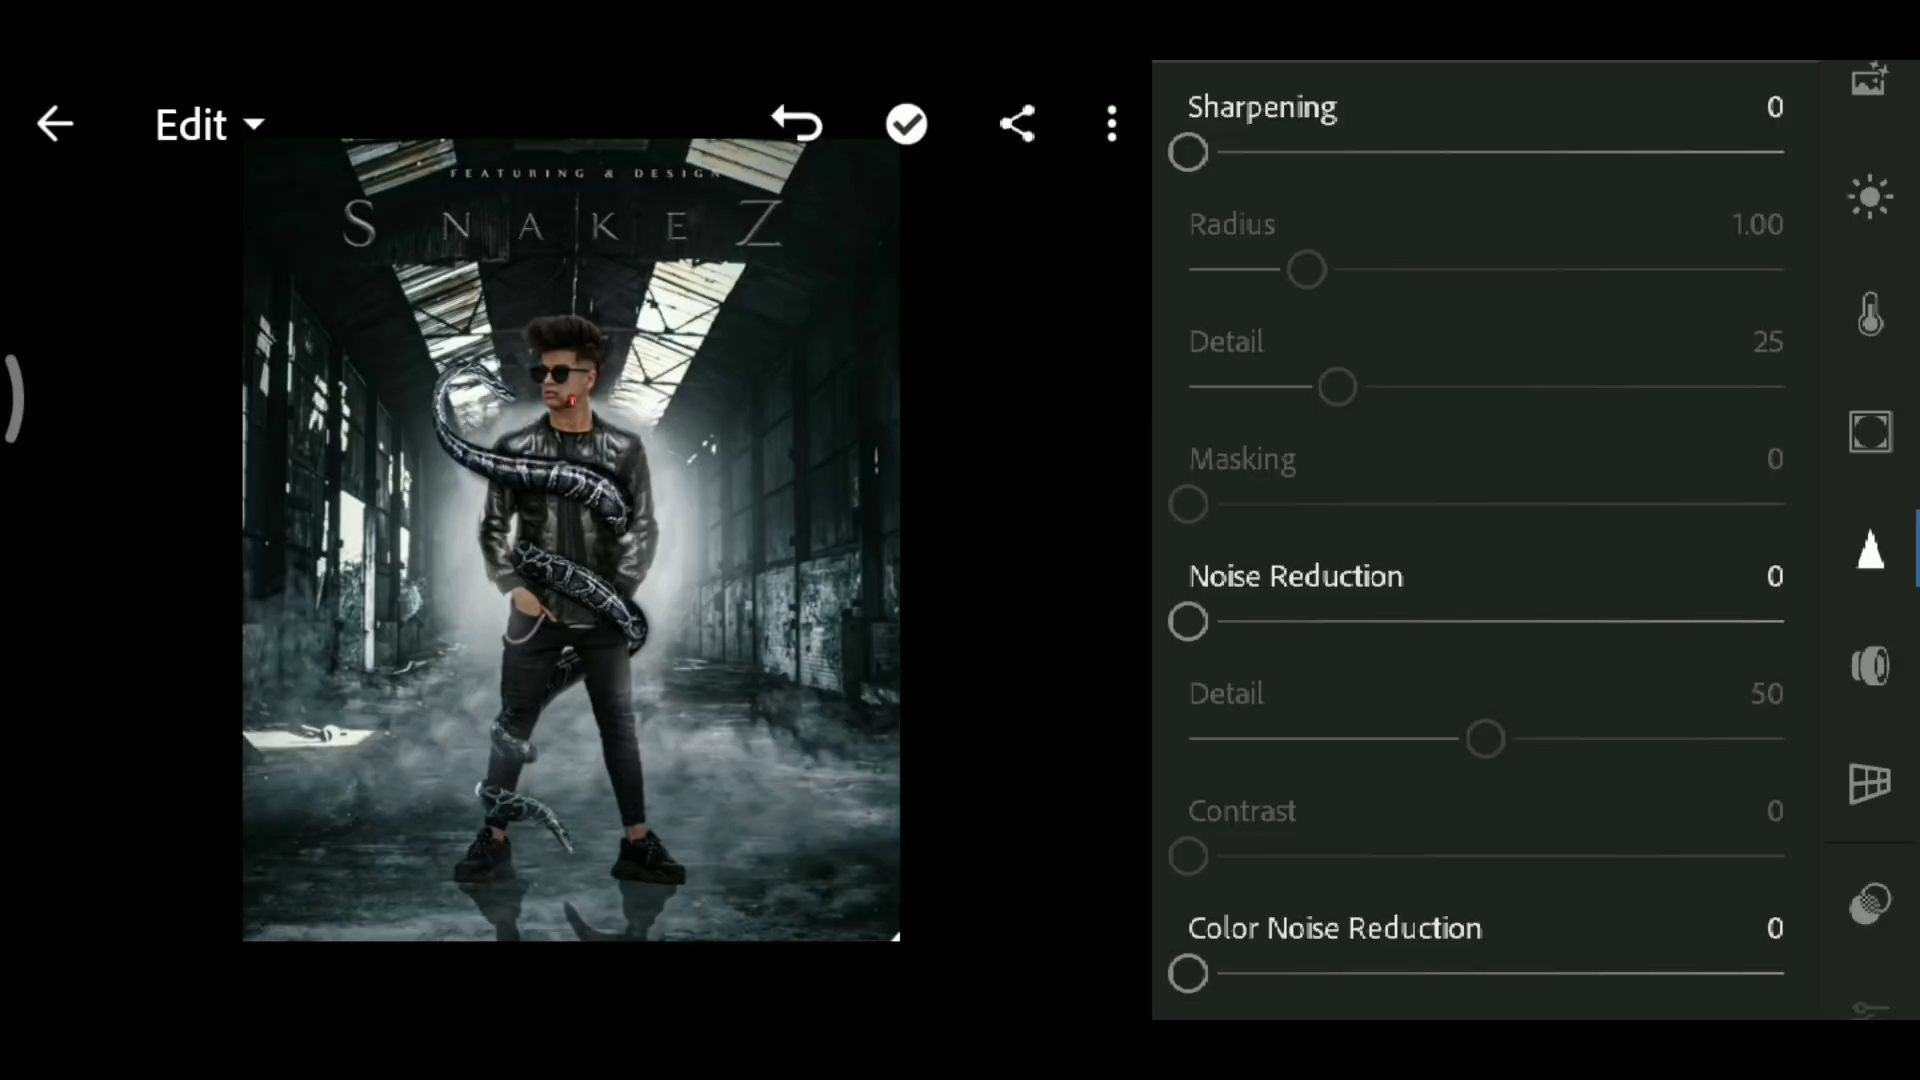 Edit
FEATURING & DESIGN
SNAKEZ
Sharpening 0
Radius 1.00
Detail 25
Masking 0
Noise Reduction 0
Detail 50
Contrast 0
Color Noise Reduction 0